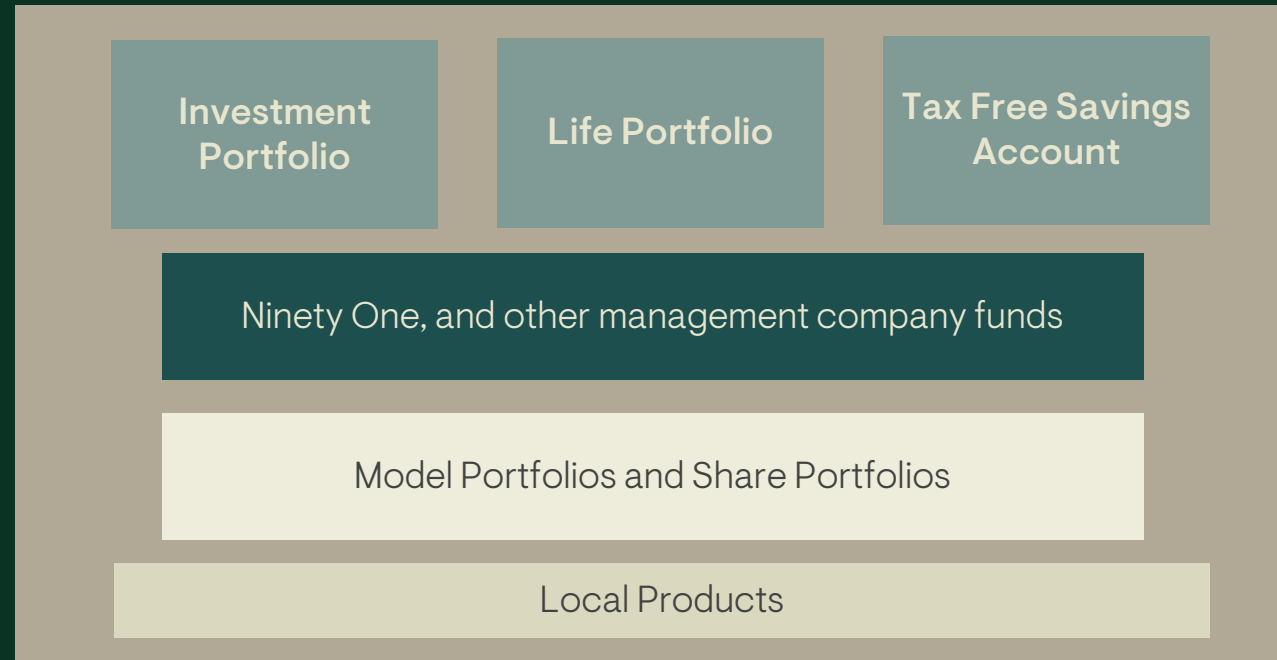 Investment
Portfolio
Life Portfolio
Tax Free Savings
Account
Ninety One, and other management company funds
Model Portfolios and Share Portfolios
Local Products